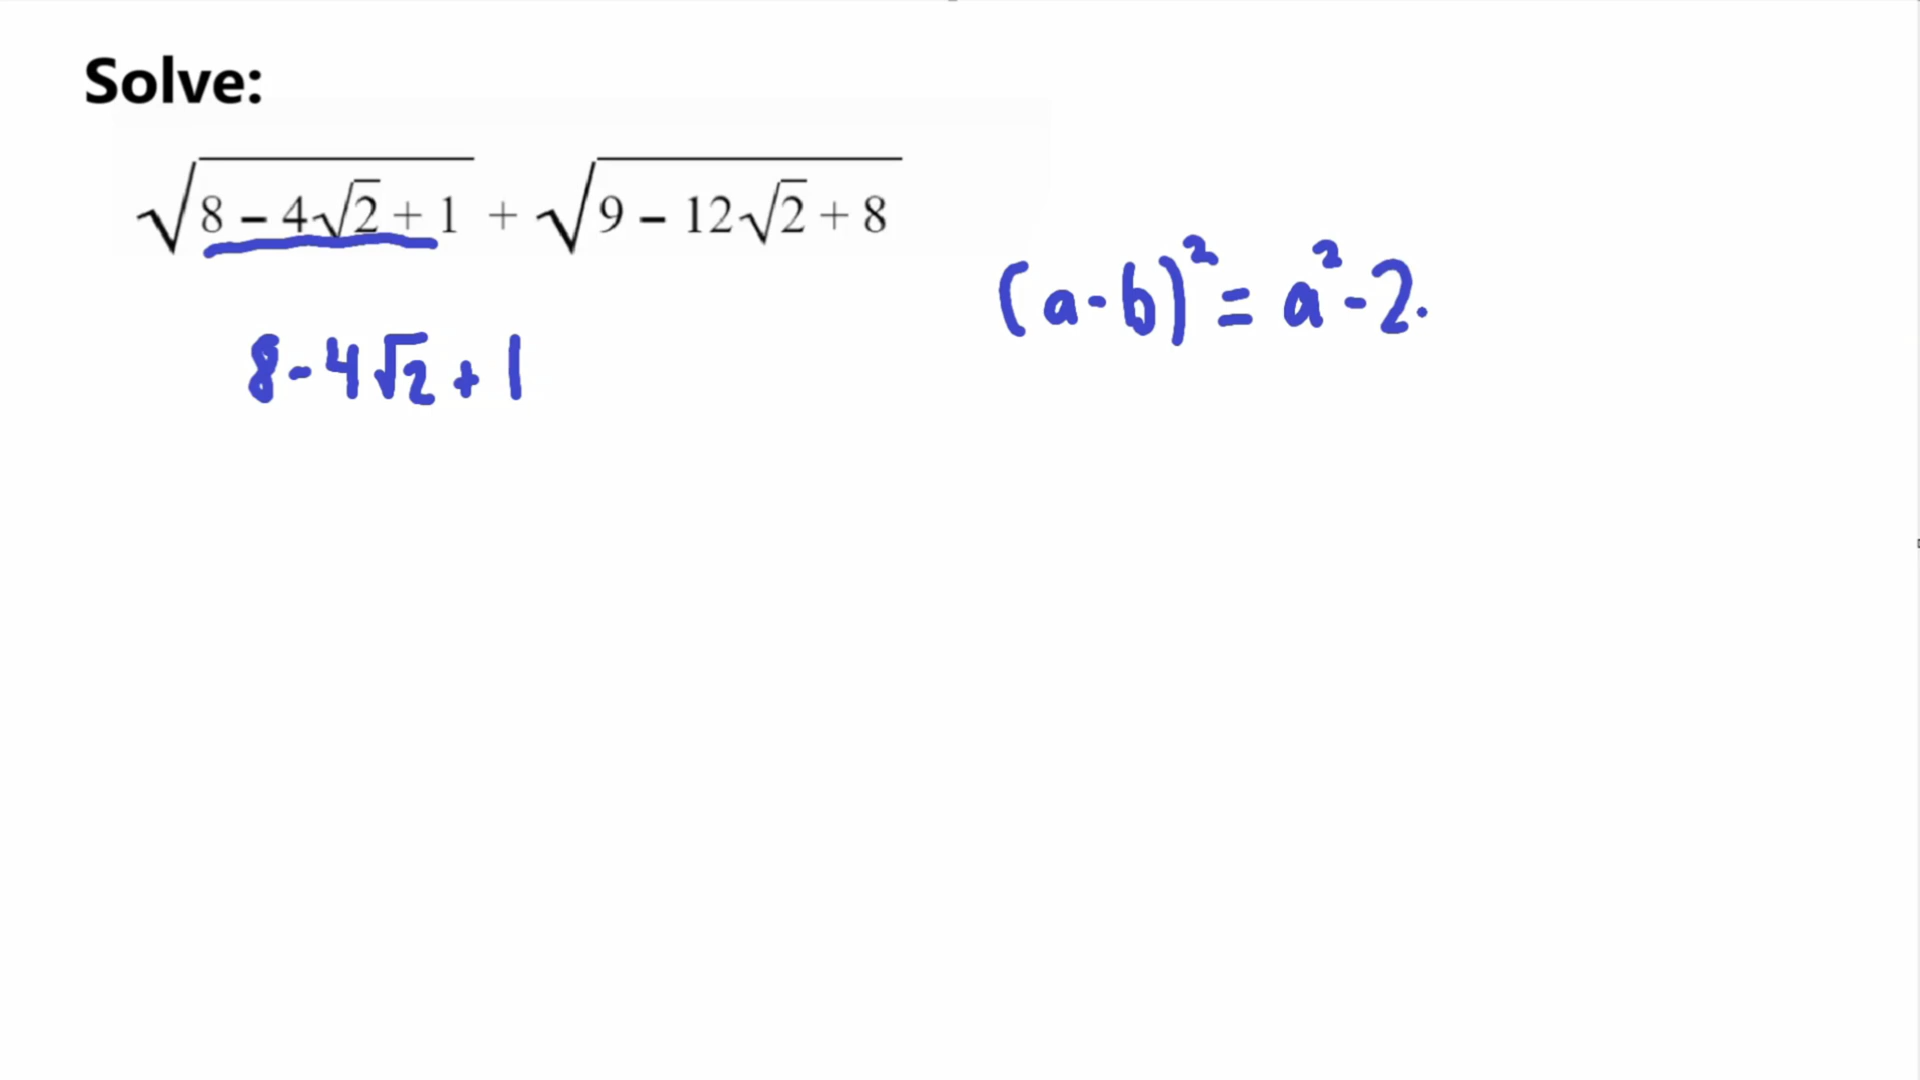 Solve:
√(8 − 4√2 + 1) + √(9 − 12√2 + 8)
(a-b)² = a² - 2.
8 - 4√2 + 1